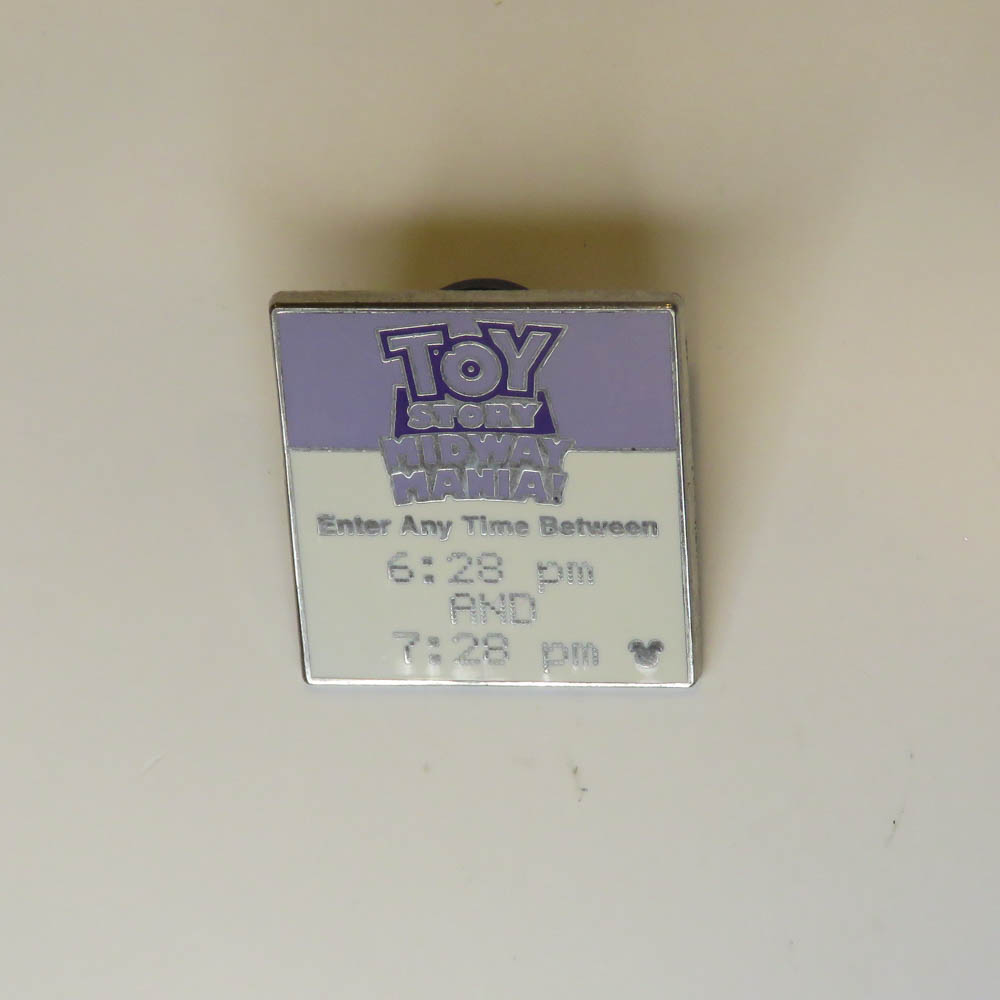 TOY
STORY
MIDWAY
MANIA!
Enter Any Time Between
6:28 pm
AND
7:28 pm